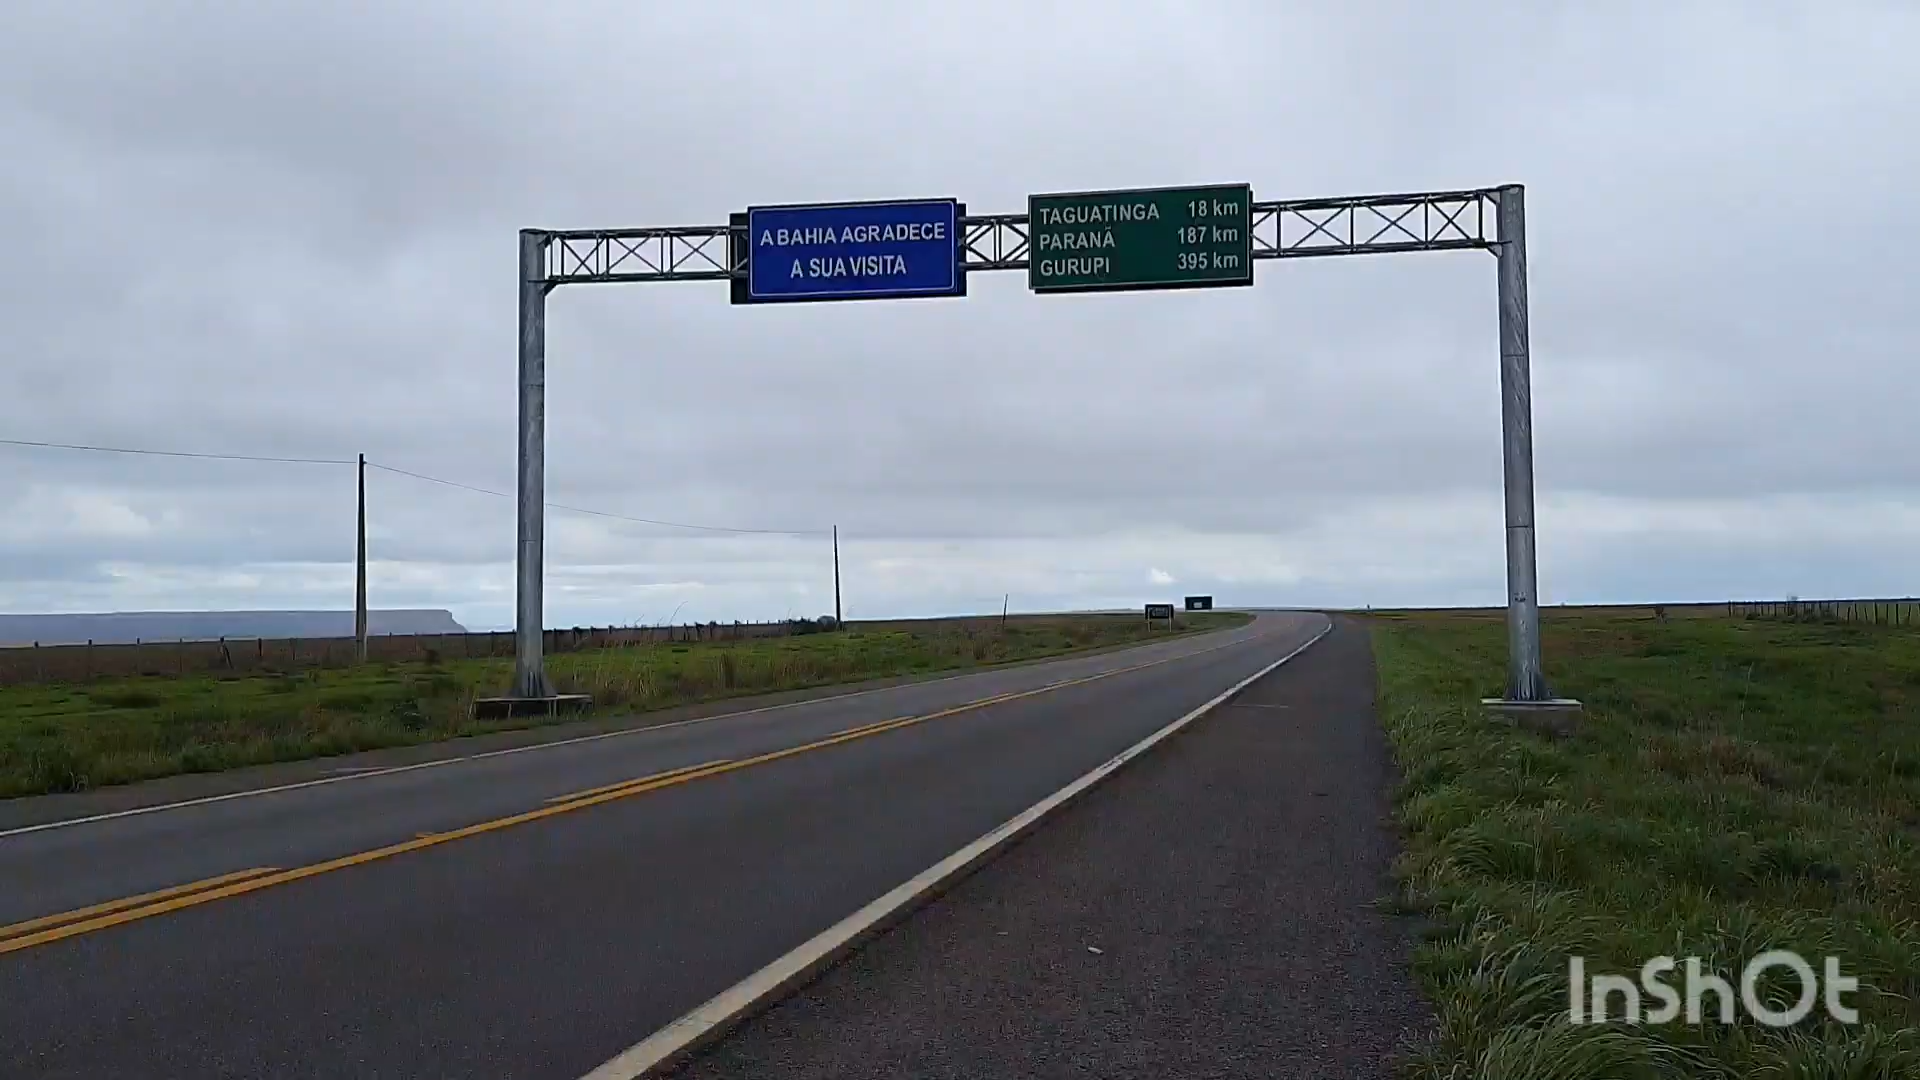 A BAHIA AGRADECE
A SUA VISITA
TAGUATINGA 18 km
PARANÃ 187 km
GURUPI 395 km
InShOt